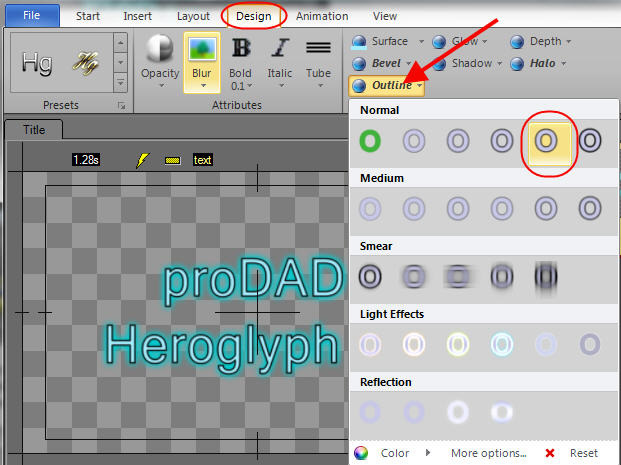 File Start Insert Layout Design Animation View
Hg Hg
Opacity Blur B Bold 0.1 I Italic Tube
Surface Glow Depth
Bevel Shadow Halo
Outline
Presets Attributes
Title
1.28s text
proDAD
Heroglyph
Normal
O O O O O O
Medium
O O O O O O
Smear
O O O O O
Light Effects
O O O O O O
Reflection
O O O O
Color More options... Reset